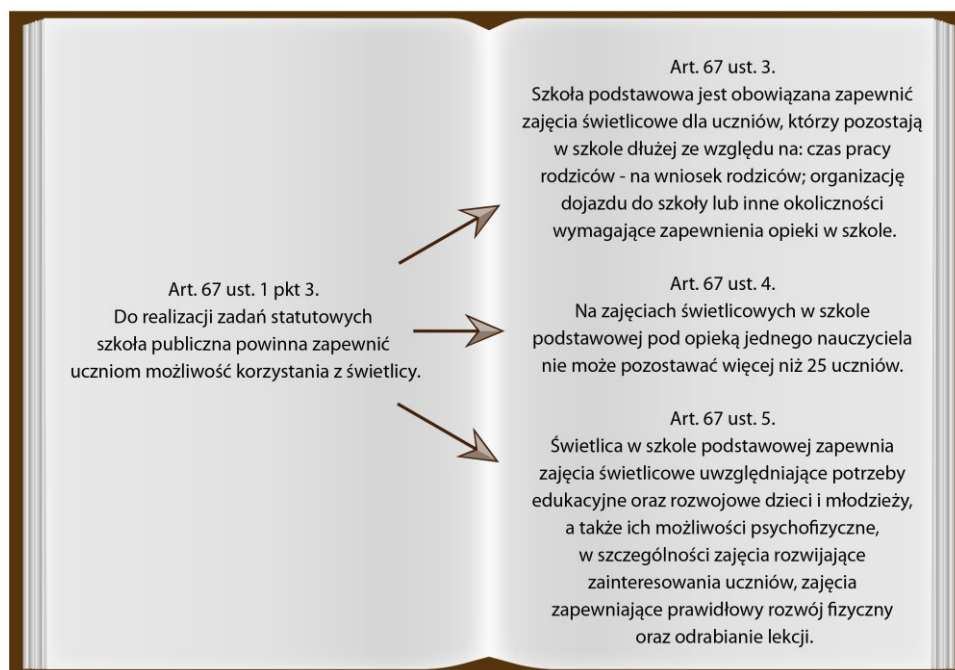 Art. 67 ust. 1 pkt 3.
Do realizacji zadań statutowych
szkoła publiczna powinna zapewnić
uczniom możliwość korzystania z świetlicy.
Art. 67 ust. 3.
Szkoła podstawowa jest obowiązana zapewnić
zajęcia świetlicowe dla uczniów, którzy pozostają
w szkole dłużej ze względu na: czas pracy
rodziców - na wniosek rodziców; organizację
dojazdu do szkoły lub inne okoliczności
wymagające zapewnienia opieki w szkole.
Art. 67 ust. 4.
Na zajęciach świetlicowych w szkole
podstawowej pod opieką jednego nauczyciela
nie może pozostawać więcej niż 25 uczniów.
Art. 67 ust. 5.
Świetlica w szkole podstawowej zapewnia
zajęcia świetlicowe uwzględniające potrzeby
edukacyjne oraz rozwojowe dzieci i młodzieży,
a także ich możliwości psychofizyczne,
w szczególności zajęcia rozwijające
zainteresowania uczniów, zajęcia
zapewniające prawidłowy rozwój fizyczny
oraz odrabianie lekcji.